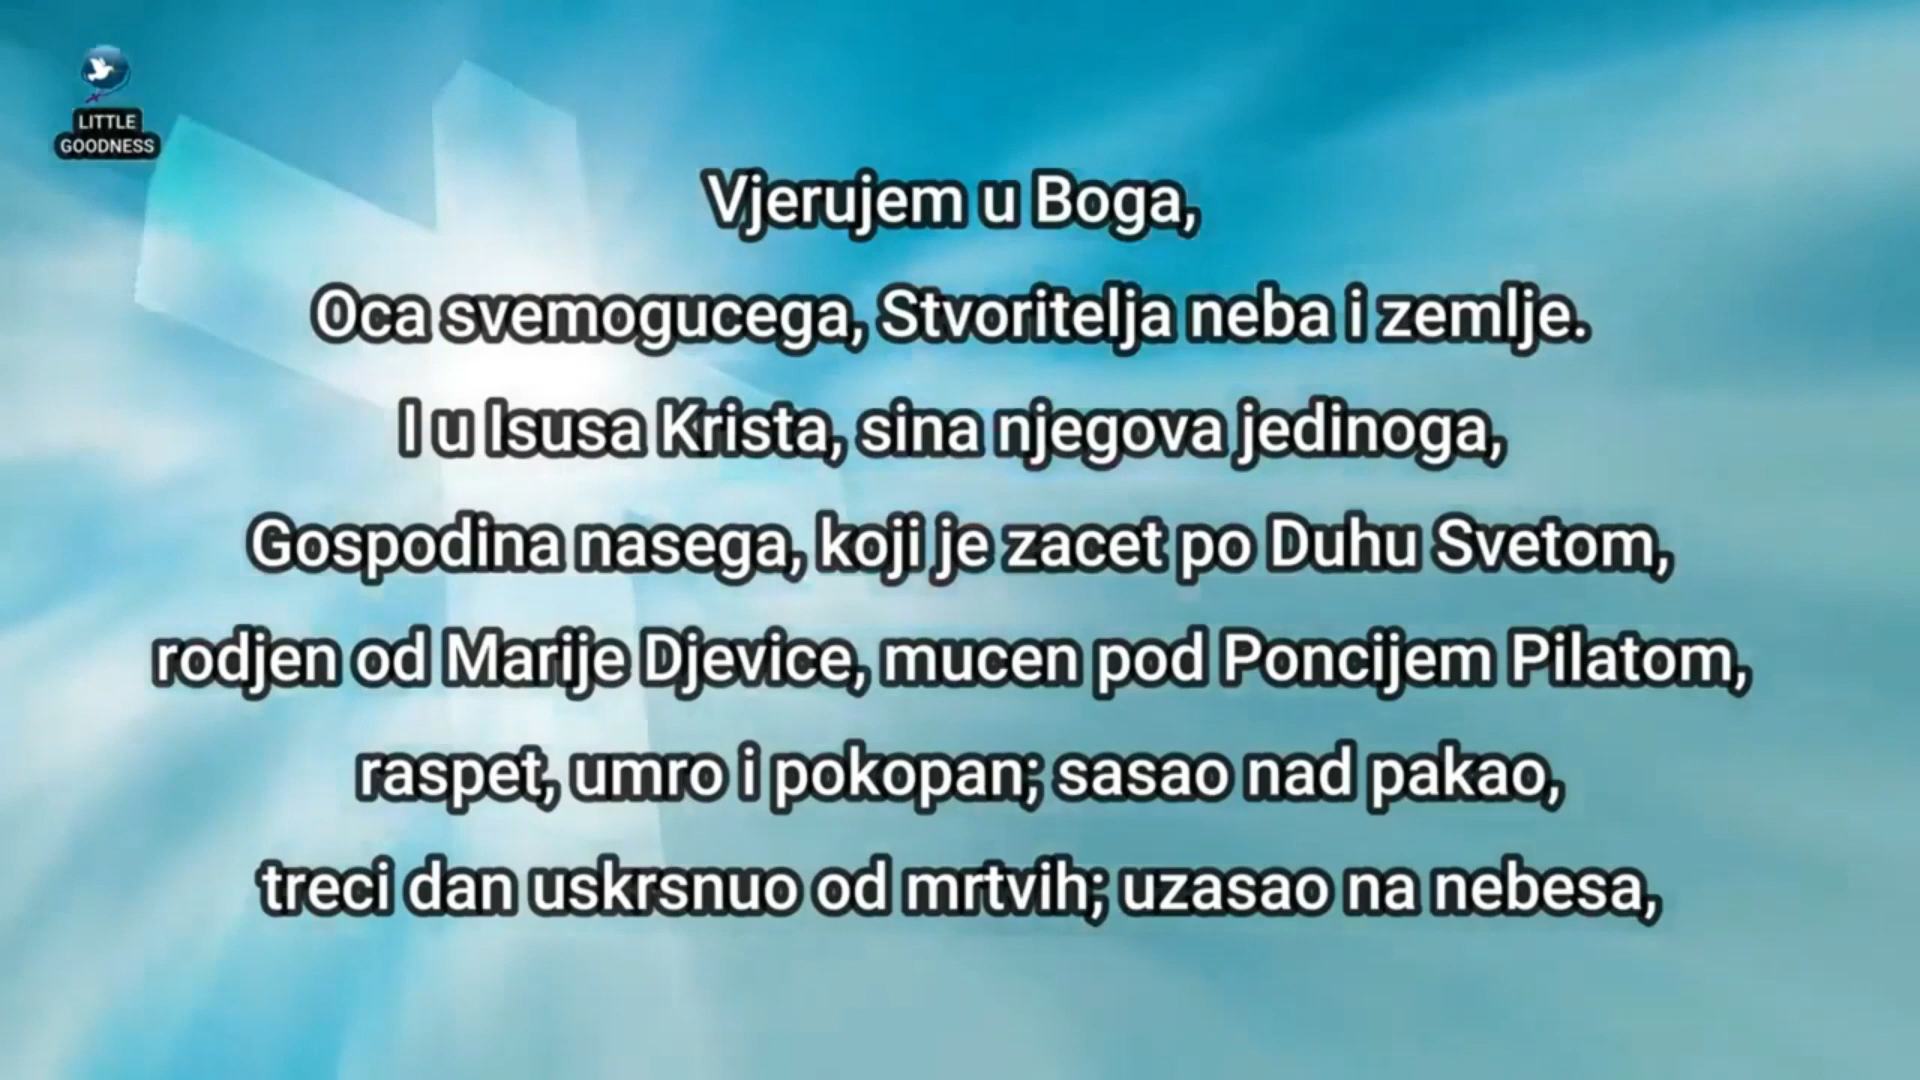 LITTLE
GOODNESS
Vjerujem u Boga,
Oca svemogucega, Stvoritelja neba i zemlje.
I u Isusa Krista, sina njegova jedinoga,
Gospodina nasega, koji je zacet po Duhu Svetom,
rodjen od Marije Djevice, mucen pod Poncijem Pilatom,
raspet, umro i pokopan; sasao nad pakao,
treci dan uskrsnuo od mrtvih; uzasao na nebesa,